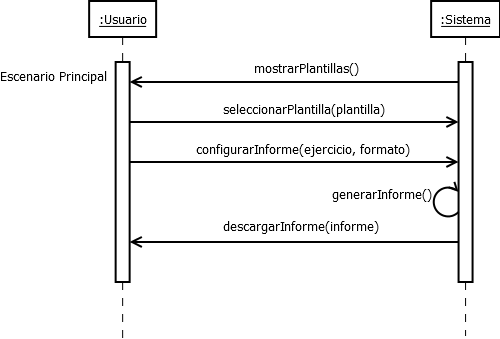 :Usuario
:Sistema
mostrarPlantillas()
Escenario Principal
seleccionarPlantilla(plantilla)
configurarInforme(ejercicio, formato)
generarInforme()
descargarInforme(informe)